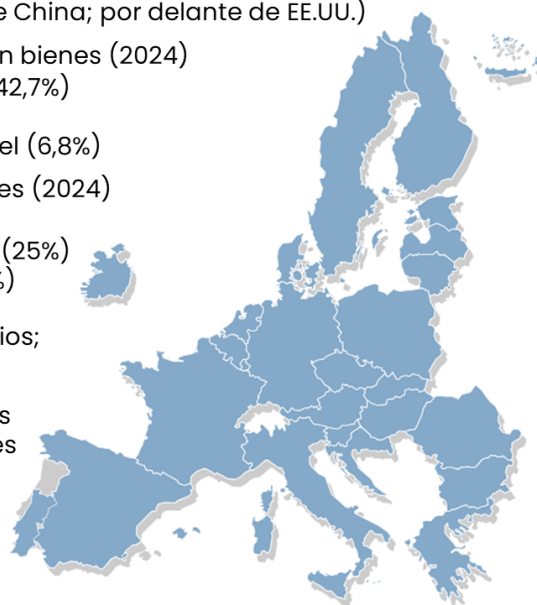 e China; por delante de EE.UU.)
n bienes (2024)
42,7%)
el (6,8%)
es (2024)
(25%)
%)
ios;
s
es